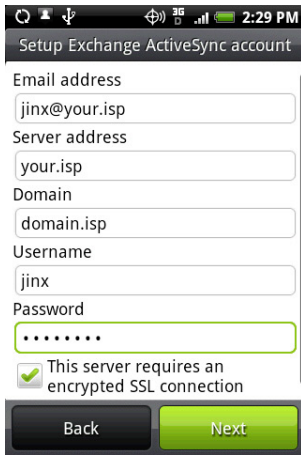 3G
D
2:29 PM
Setup Exchange ActiveSync account
Email address
jinx@your.isp
Server address
your.isp
Domain
domain.isp
Username
jinx
Password
••••••••
This server requires an
encrypted SSL connection
Back
Next